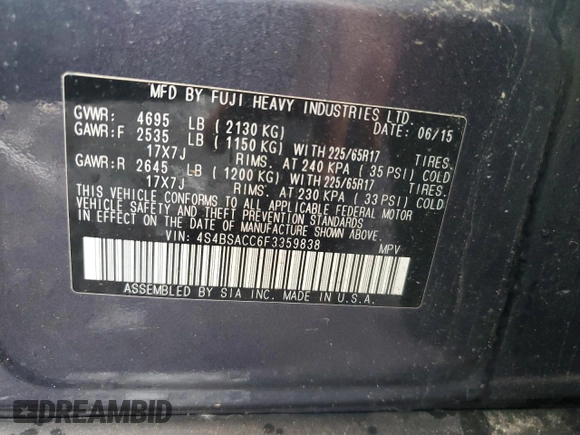 MFD BY FUJI HEAVY INDUSTRIES LTD.
GVWR: 4695 LB ( 2130 KG) DATE: 06/15
GAWR:F 2535 LB ( 1150 KG) WITH 225/65R17 TIRES.
17X7J RIMS. AT 240 KPA ( 35 PSI) COLD
GAWR:R 2645 LB ( 1200 KG) WITH 225/65R17 TIRES.
17X7J RIMS. AT 230 KPA ( 33 PSI) COLD
THIS VEHICLE CONFORMS TO ALL APPLICABLE FEDERAL MOTOR
VEHICLE SAFETY AND THEFT PREVENTION STANDARDS
IN EFFECT ON THE DATE OF MANUFACTURE SHOWN ABOVE.
VIN: 4S4BSACC6F3359838 MPV
ASSEMBLED BY SIA INC. MADE IN U.S.A.
DREAMBID